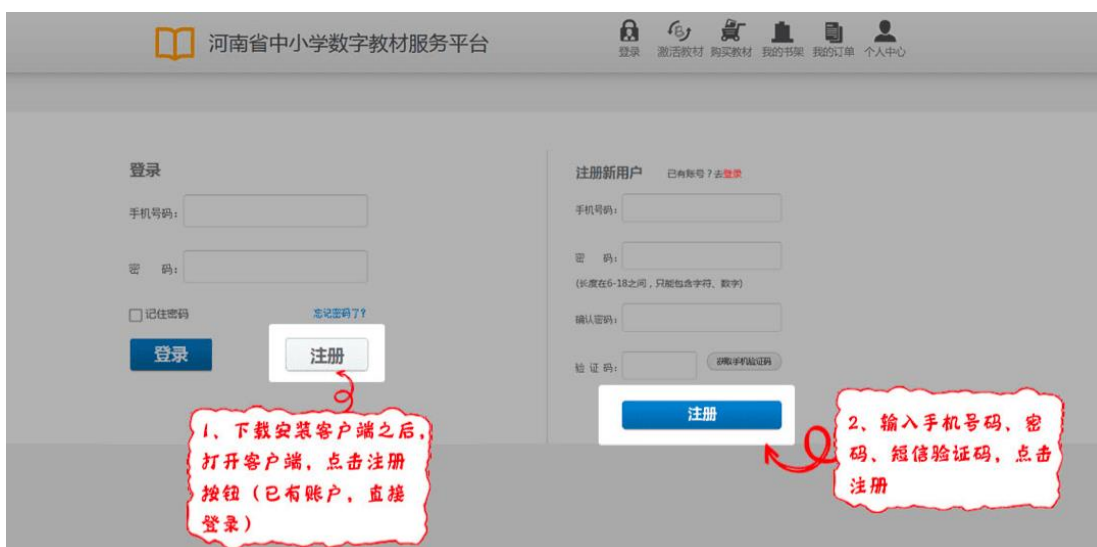 河南省中小学数字教材服务平台
登录 激活教材 购买教材 我的书架 我的订单 个人中心
登录
手机号码：
密 码：
记住密码 忘记密码了？
登录 注册
1、下载安装客户端之后，
打开客户端，点击注册
按钮（已有账户，直接
登录）
注册新用户 已有账号？去登录
手机号码：
密 码：
(长度在6-18之间，只能包含字符、数字)
确认密码：
验 证 码： 获取手机验证码
注册
2、输入手机号码、密
码、短信验证码，点击
注册